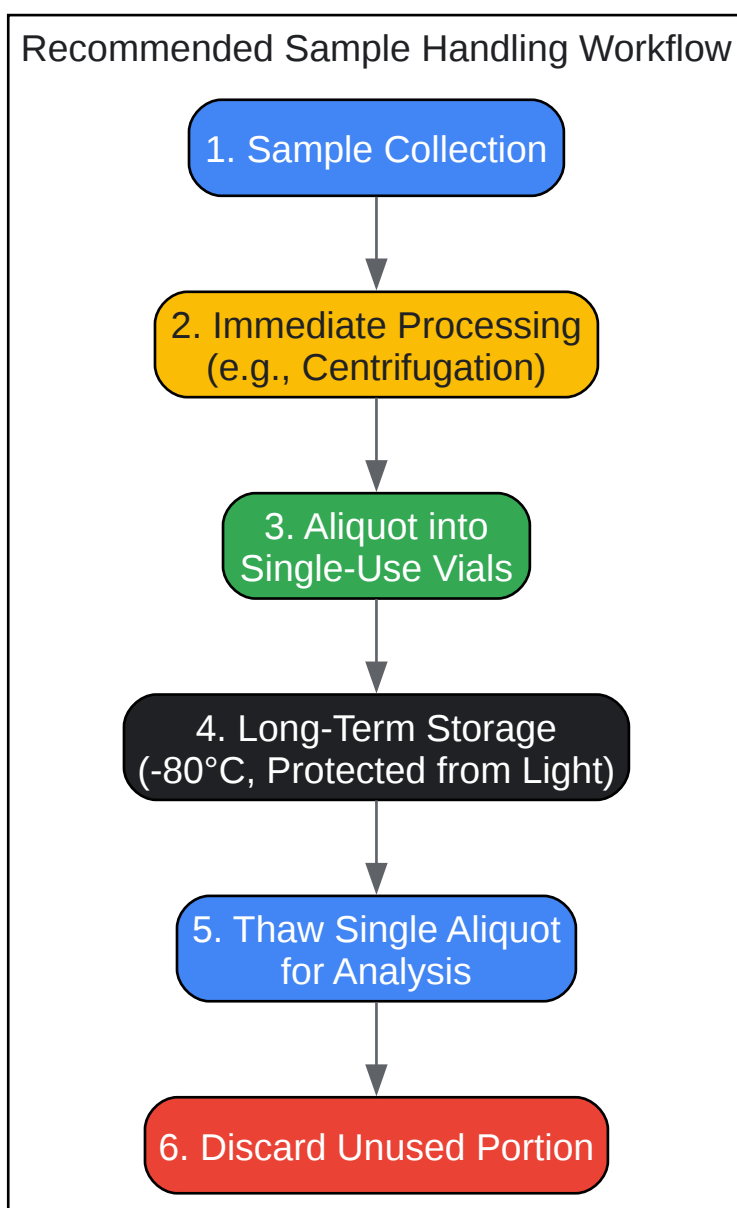 Recommended Sample Handling Workflow
1. Sample Collection
2. Immediate Processing
(e.g., Centrifugation)
3. Aliquot into
Single-Use Vials
4. Long-Term Storage
(-80°C, Protected from Light)
5. Thaw Single Aliquot
for Analysis
6. Discard Unused Portion